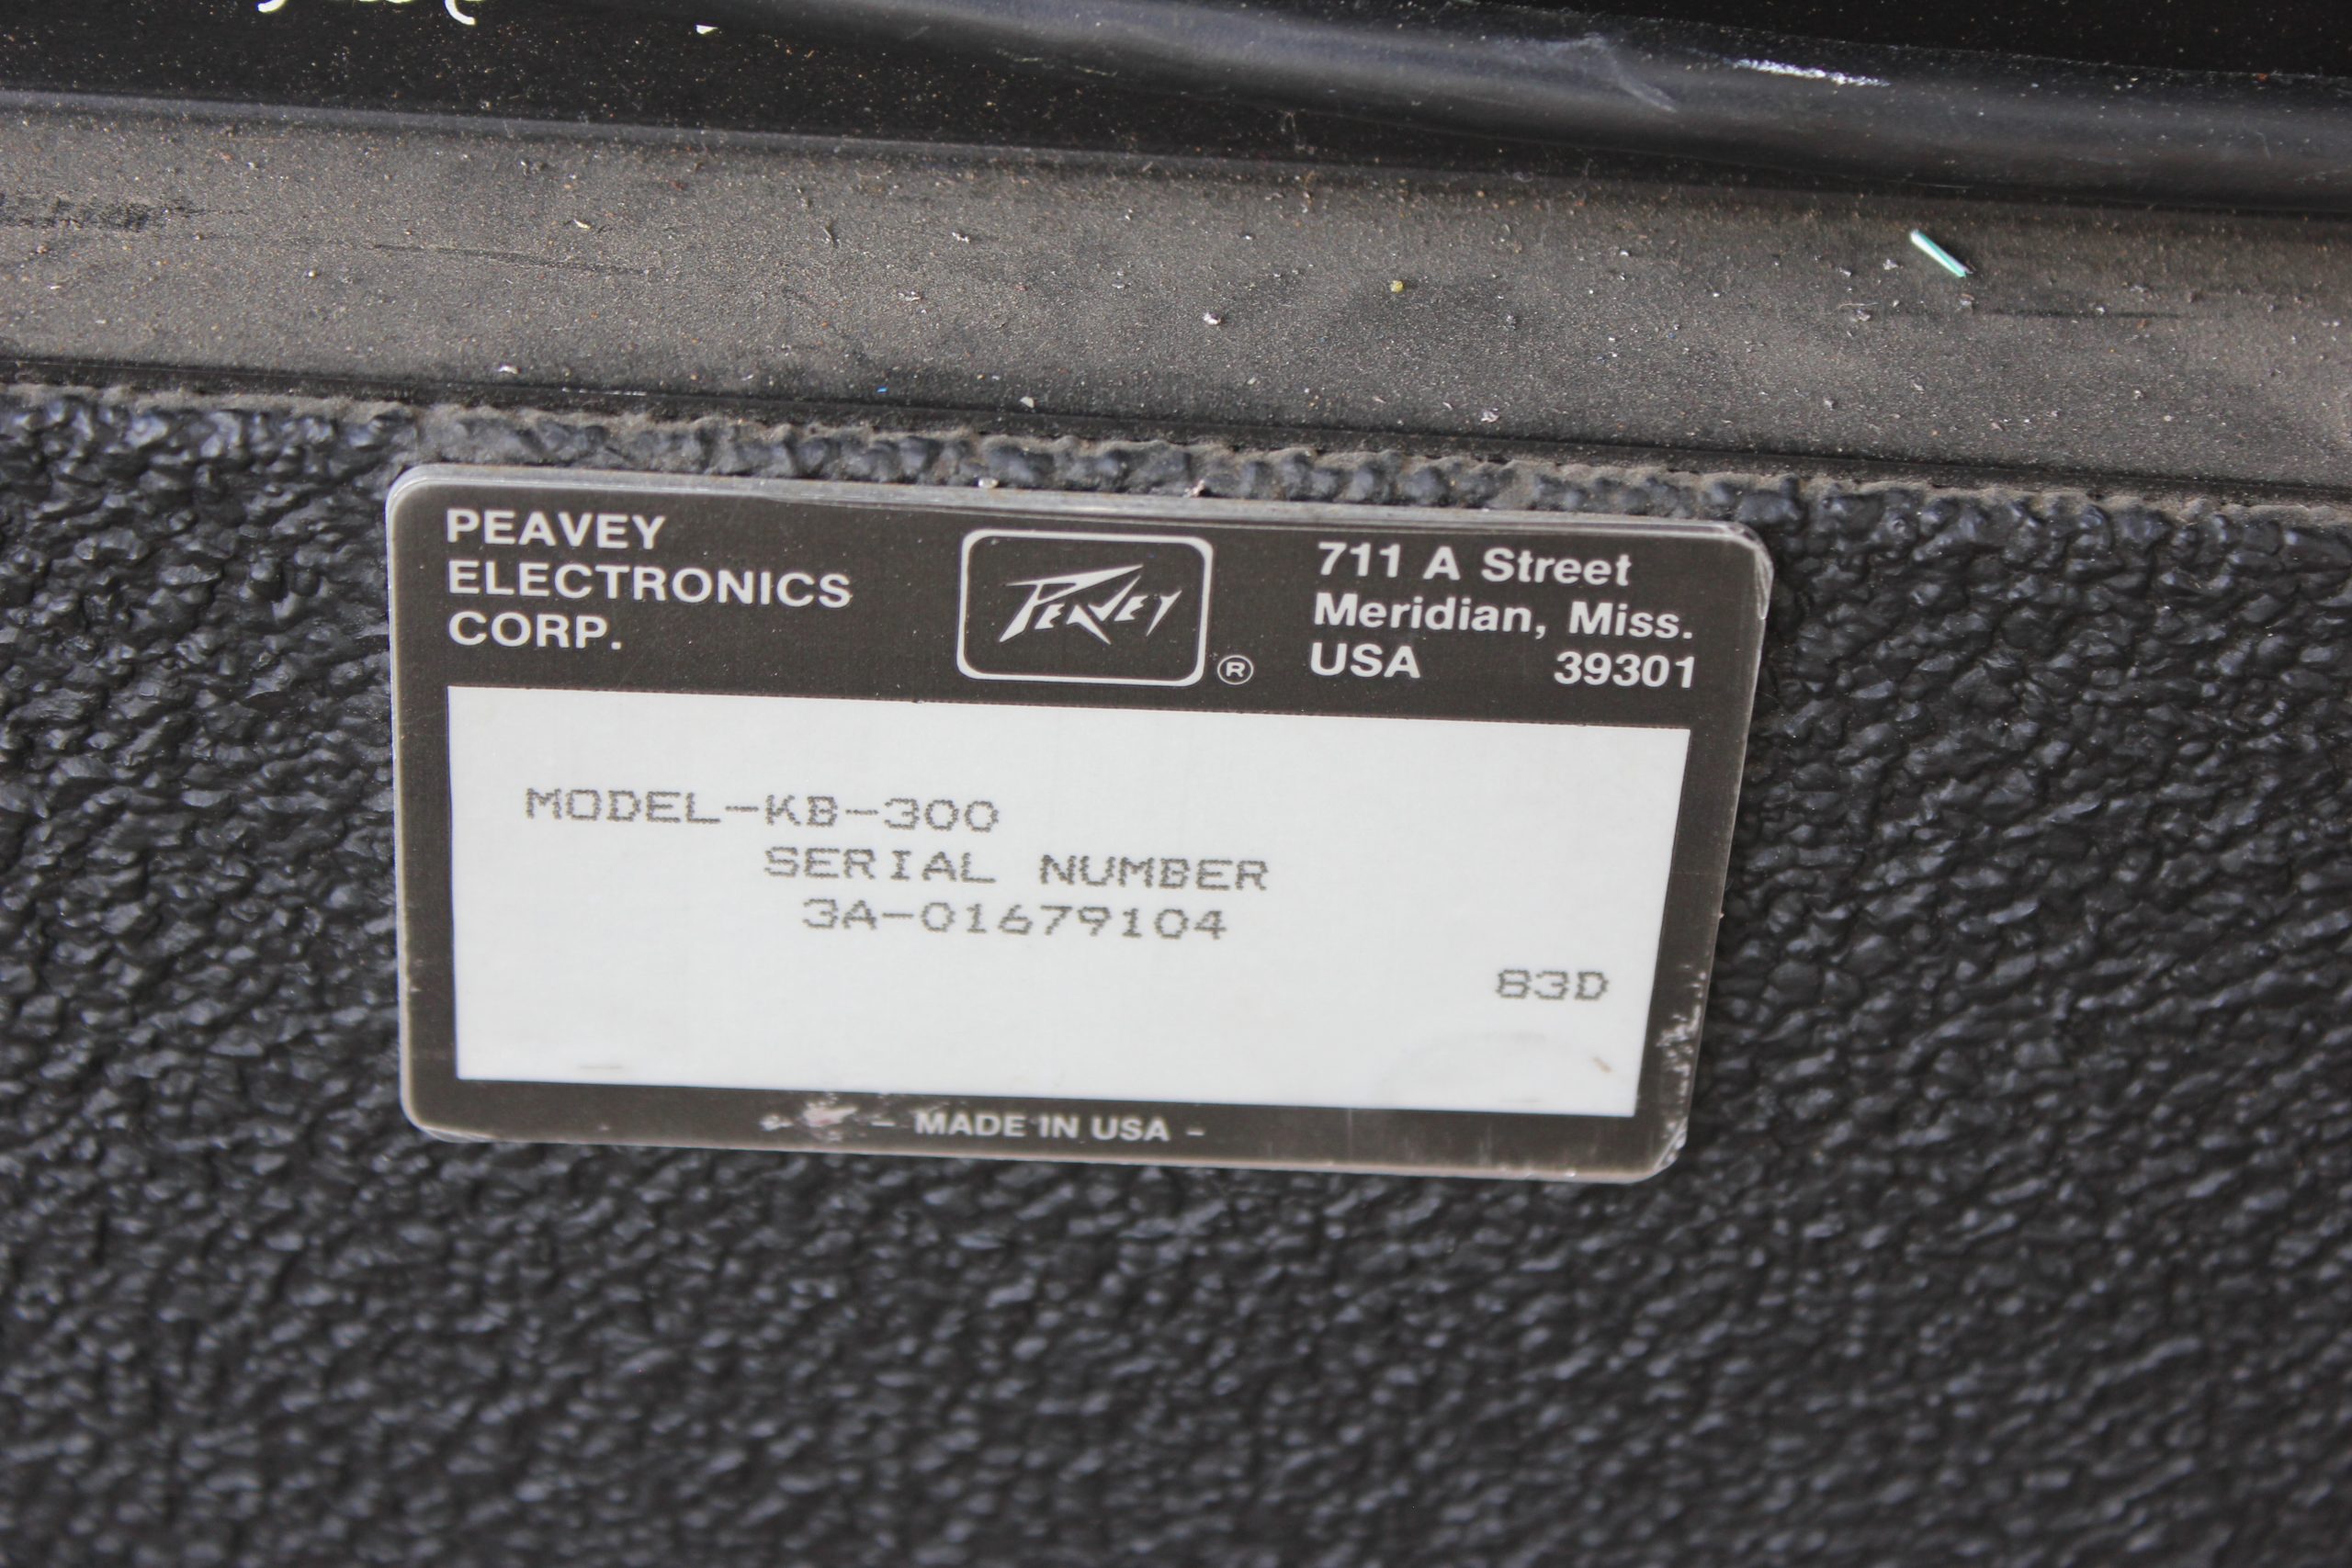 PEAVEY
ELECTRONICS
CORP.
PEAVEY
®
711 A Street
Meridian, Miss.
USA 39301
MODEL-KB-300
SERIAL NUMBER
3A-01679104
83D
- MADE IN USA -